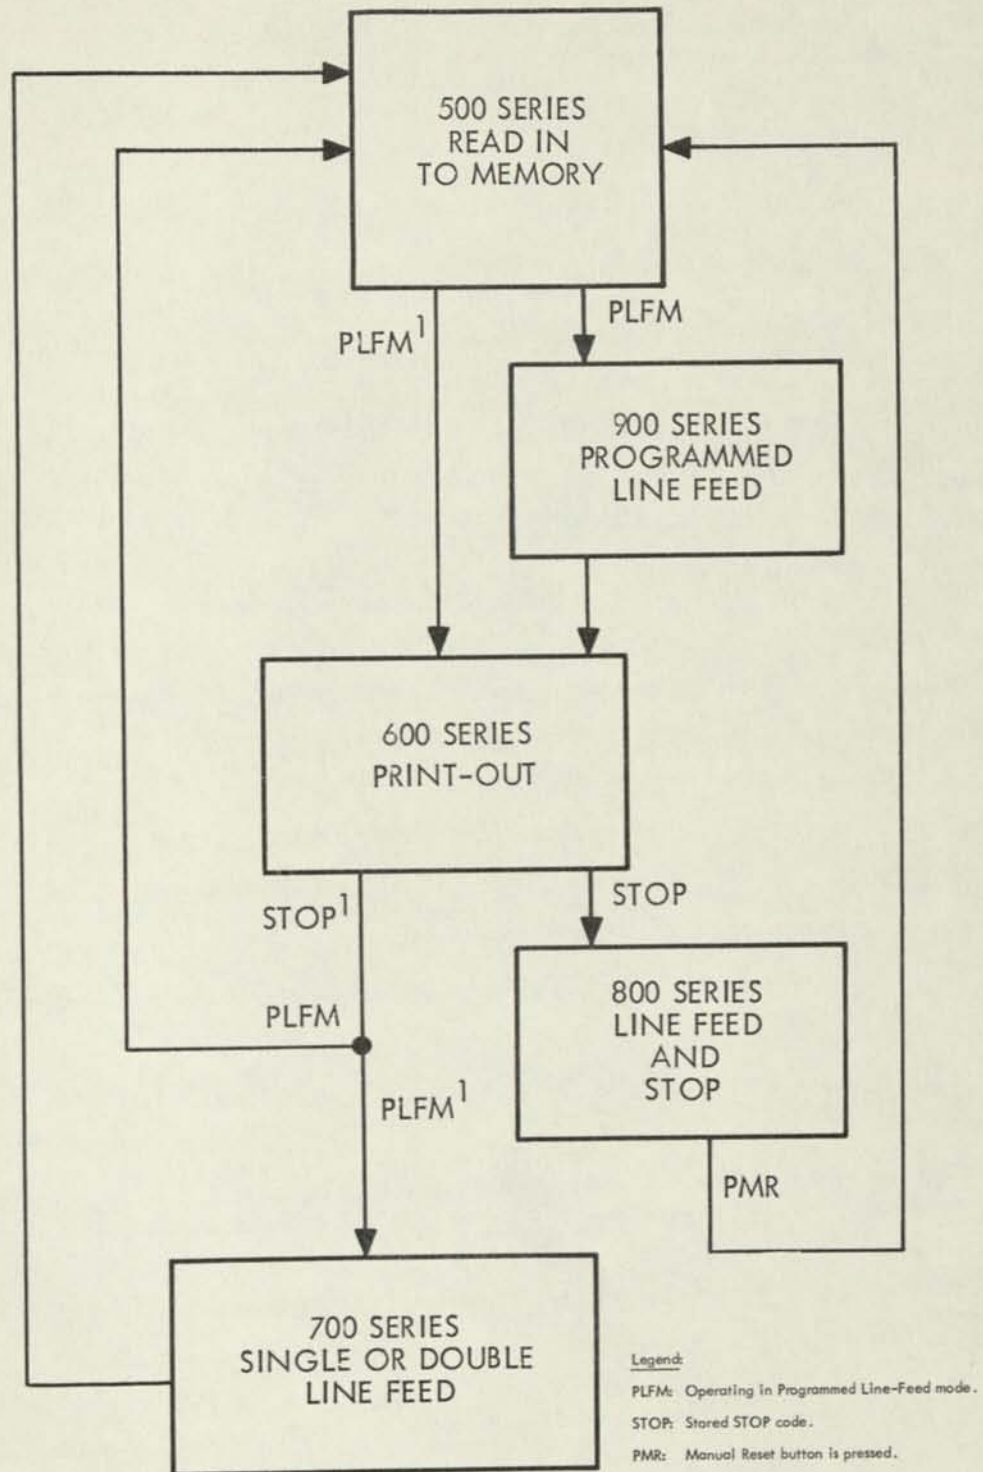 500 SERIES
READ IN
TO MEMORY
PLFM¹
PLFM
900 SERIES
PROGRAMMED
LINE FEED
600 SERIES
PRINT-OUT
STOP¹
STOP
PLFM
800 SERIES
LINE FEED
AND
STOP
PLFM¹
PMR
700 SERIES
SINGLE OR DOUBLE
LINE FEED
Legend:
PLFM: Operating in Programmed Line-Feed mode.
STOP: Stored STOP code.
PMR: Manual Reset button is pressed.